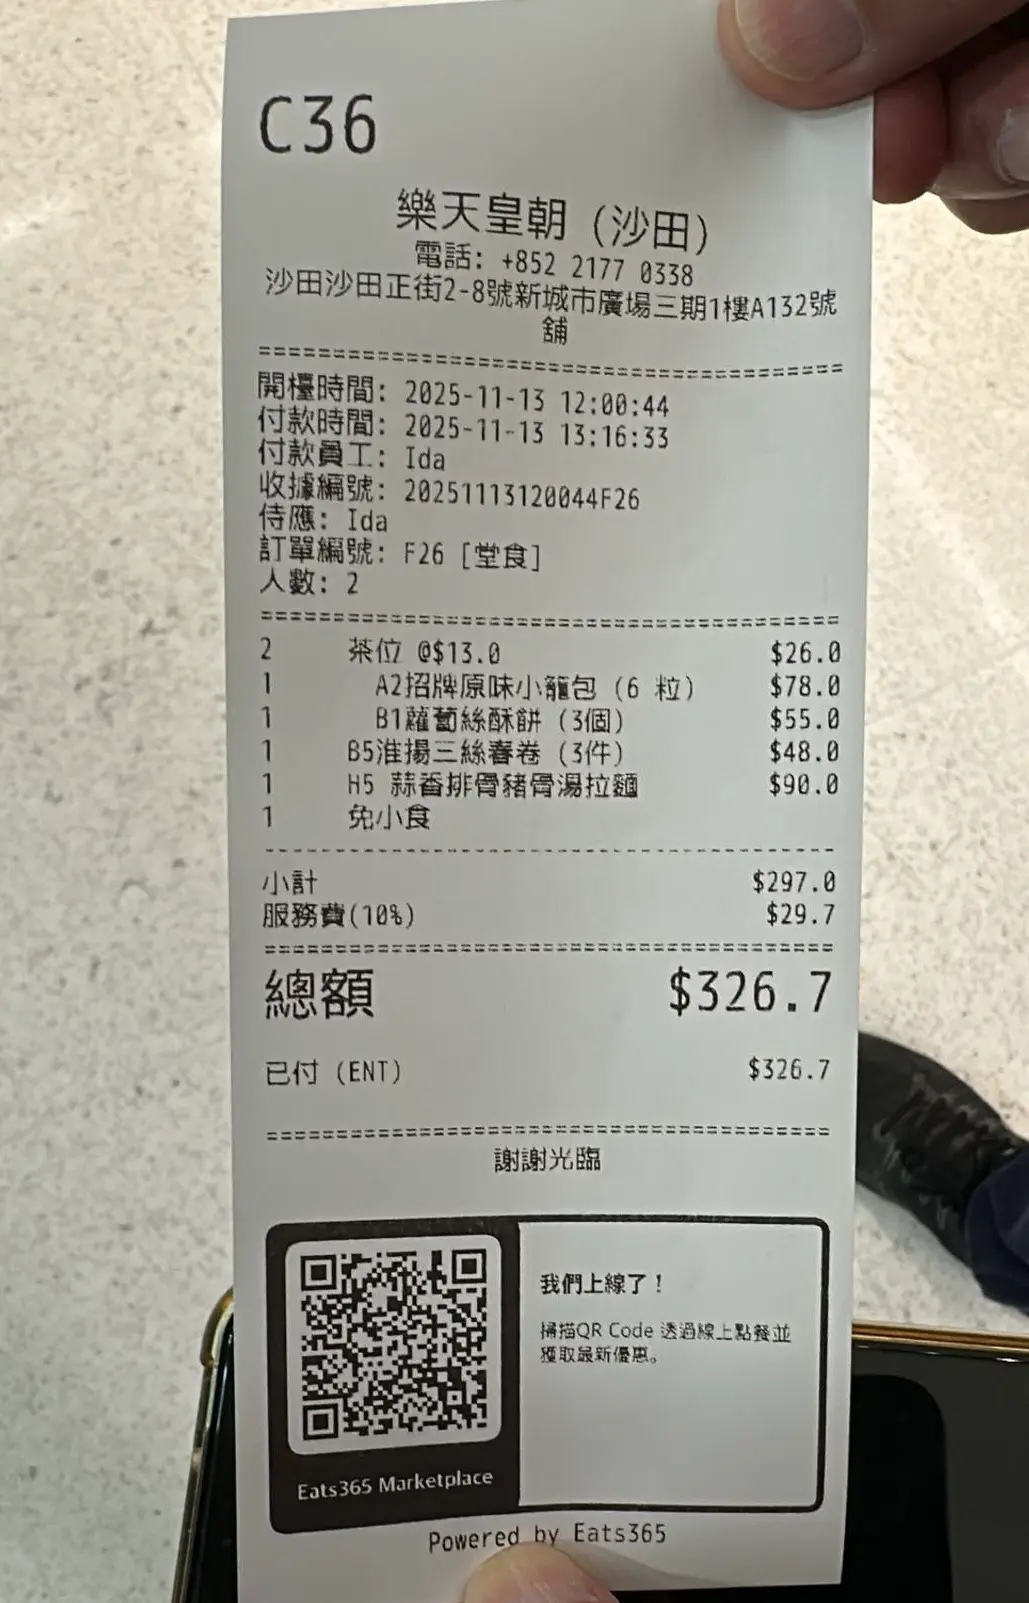 C36
樂天皇朝 (沙田)
電話: +852 2177 0338
沙田沙田正街2-8號新城市廣場三期1樓A132號
舖
開檯時間: 2025-11-13 12:00:44
付款時間: 2025-11-13 13:16:33
付款員工: Ida
收據編號: 20251113120044F26
侍應: Ida
訂單編號: F26 [堂食]
人數: 2
2 茶位 @$13.0 $26.0
1 A2招牌原味小籠包 (6 粒) $78.0
1 B1蘿蔔絲酥餅 (3個) $55.0
1 B5淮揚三絲春卷 (3件) $48.0
1 H5 蒜香排骨豬骨湯拉麵 $90.0
1 免小食
小計 $297.0
服務費(10%) $29.7
總額 $326.7
已付 (ENT) $326.7
謝謝光臨
我們上線了！
掃描QR Code 透過線上點餐並
獲取最新優惠。
Eats365 Marketplace
Powered by Eats365